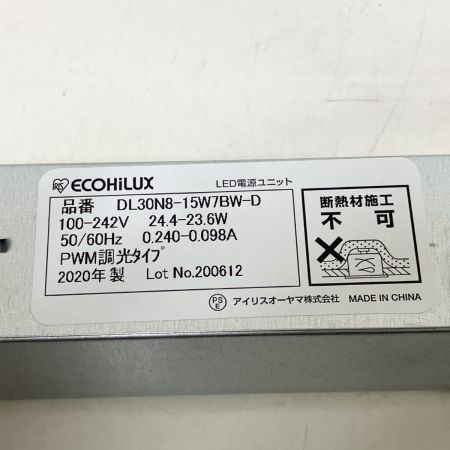 ECOHiLUX LED電源ユニット
品番 DL30N8-15W7BW-D
100-242V 24.4-23.6W
50/60Hz 0.240-0.098A
PWM調光タイプ
2020年製 Lot No.200612
断熱材施工
不可
PS
E アイリスオーヤマ株式会社 MADE IN CHINA